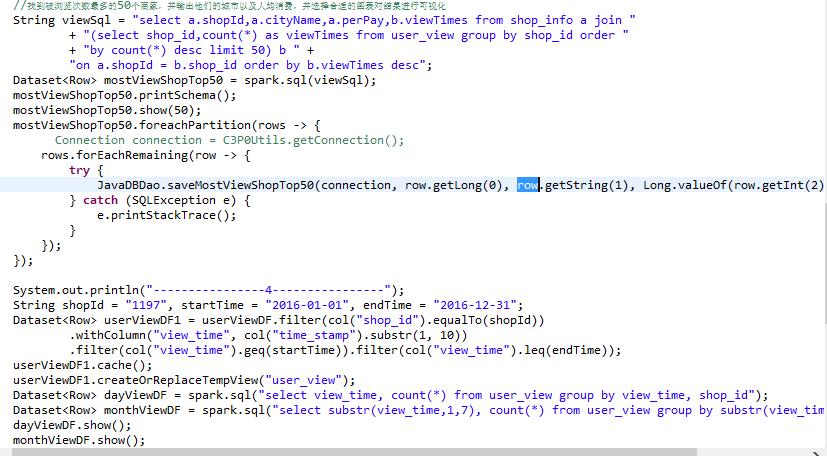 //找到被浏览次数最多的50个商家，并输出他们的城市以及人均消费，并选择合适的图表对结果进行可视化
String viewSql = "select a.shopId,a.cityName,a.perPay,b.viewTimes from shop_info a join "
+ "(select shop_id,count(*) as viewTimes from user_view group by shop_id order "
+ "by count(*) desc limit 50) b " +
"on a.shopId = b.shop_id order by b.viewTimes desc";
Dataset<Row> mostViewShopTop50 = spark.sql(viewSql);
mostViewShopTop50.printSchema();
mostViewShopTop50.show(50);
mostViewShopTop50.foreachPartition(rows -> {
Connection connection = C3P0Utils.getConnection();
rows.forEachRemaining(row -> {
try {
JavaDBDao.saveMostViewShopTop50(connection, row.getLong(0), row.getString(1), Long.valueOf(row.getInt(2)
} catch (SQLException e) {
e.printStackTrace();
}
});
});
System.out.println("----------------4----------------");
String shopId = "1197", startTime = "2016-01-01", endTime = "2016-12-31";
Dataset<Row> userViewDF1 = userViewDF.filter(col("shop_id").equalTo(shopId))
.withColumn("view_time", col("time_stamp").substr(1, 10))
.filter(col("view_time").geq(startTime)).filter(col("view_time").leq(endTime));
userViewDF1.cache();
userViewDF1.createOrReplaceTempView("user_view");
Dataset<Row> dayViewDF = spark.sql("select view_time, count(*) from user_view group by view_time, shop_id");
Dataset<Row> monthViewDF = spark.sql("select substr(view_time,1,7), count(*) from user_view group by substr(view_tim
dayViewDF.show();
monthViewDF.show();